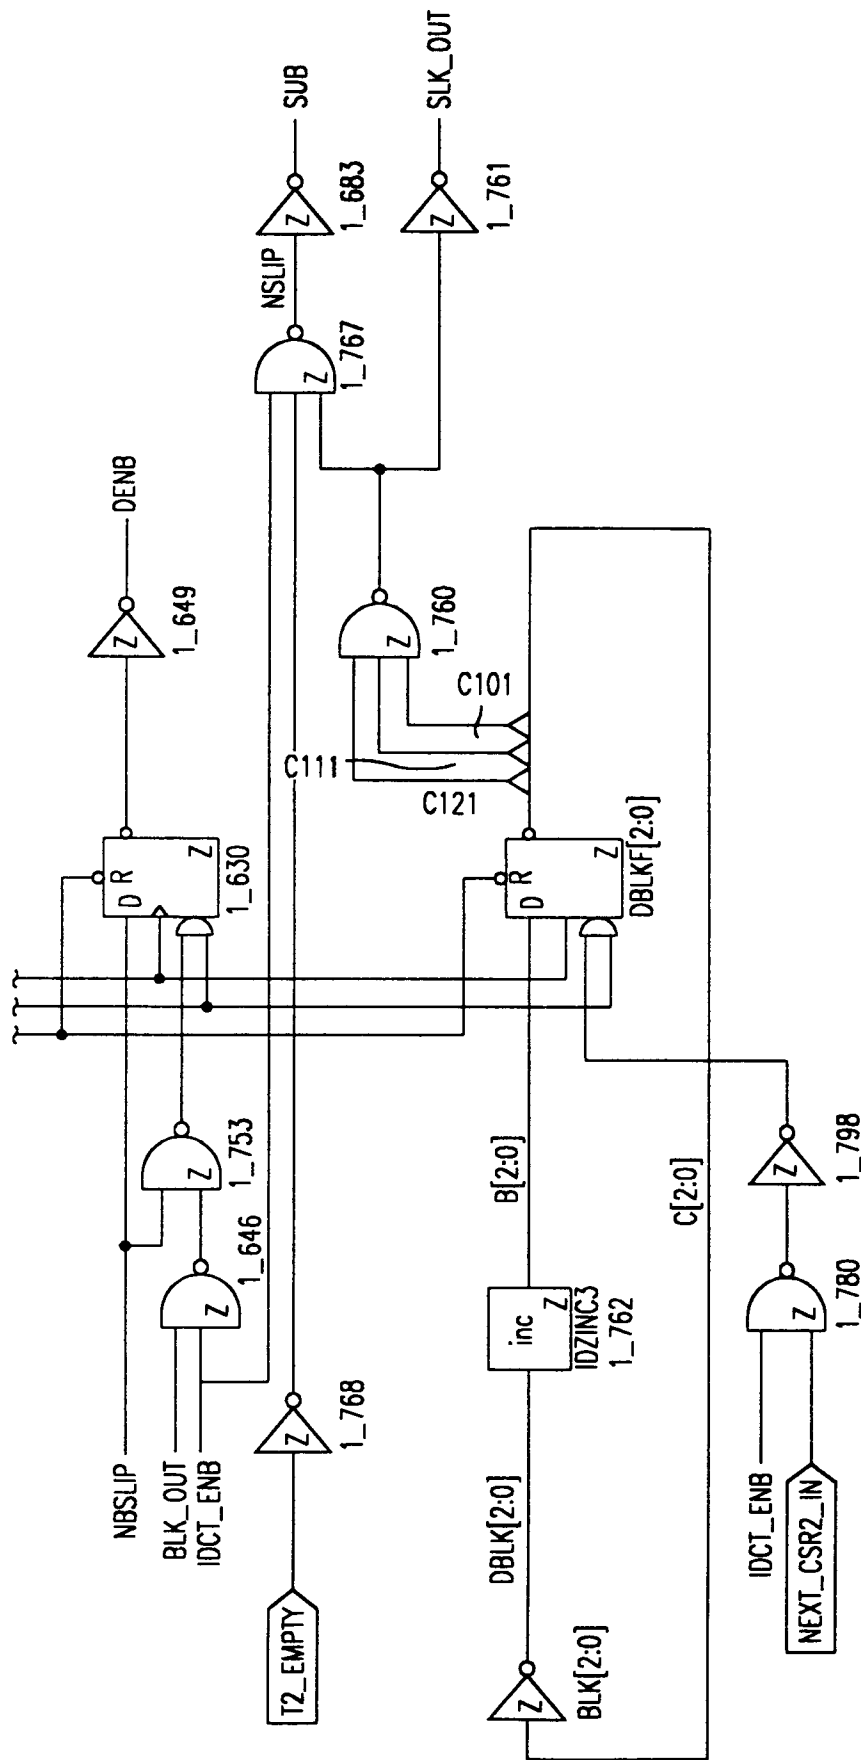 NBSLIP
BLK_OUT
IDCT_ENB
Z
1_646
Z
1_753
D
R
Z
1_630
Z
1_649
DENB
T2_EMPTY
Z
1_768
Z
1_767
NSLIP
Z
1_683
SUB
Z
1_761
SLK_OUT
Z
1_760
C101
C111
C121
Z
BLK[2:0]
DBLK[2:0]
inc
Z
IDZINC3
1_762
B[2:0]
D
R
Z
DBLKF[2:0]
C[2:0]
IDCT_ENB
NEXT_CSR2_IN
Z
1_780
Z
1_798